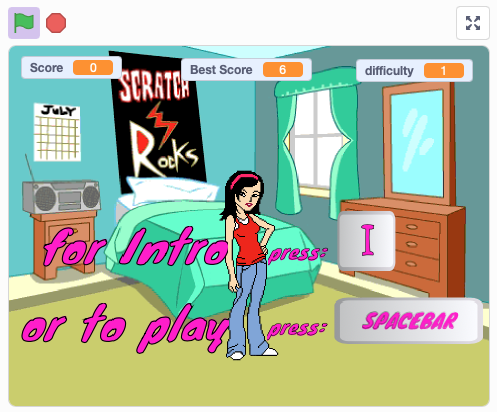 Score 0
Best Score 6
difficulty 1
SCRATCH
Rocks
JULY
for Intro press: I
or to play press: SPACEBAR